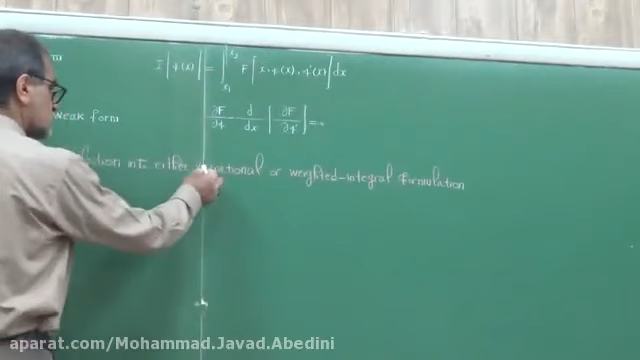 I[φ(x)] = ∫_{x₁}^{x₂} F[x, φ(x), φ'(x)] dx
weak form
∂F/∂φ - d/dx [∂F/∂φ'] = 0
into either variational or weighted-integral formulation
aparat.com/Mohammad.Javad.Abedini